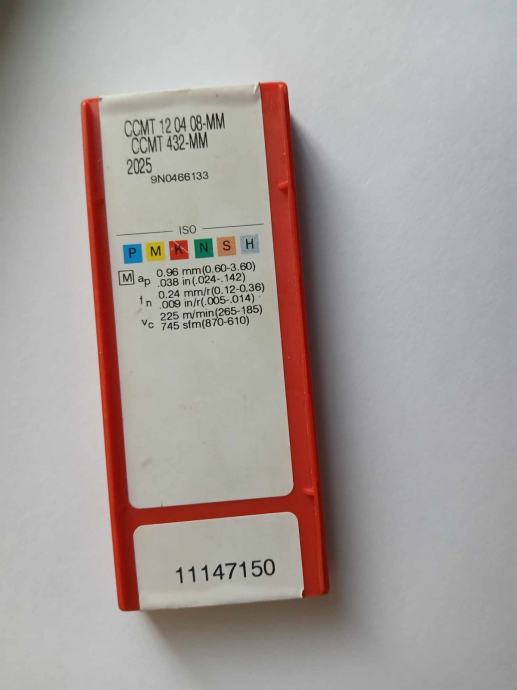 CCMT 12 04 08-MM
CCMT 432-MM
2025
9N0466133
ISO
P M K N S H
M ap 0.96 mm(0.60-3.60)
.038 in(.024-.142)
fn 0.24 mm/r(0.12-0.36)
.009 in/r(.005-.014)
vc 225 m/min(265-185)
745 sfm(870-610)
11147150